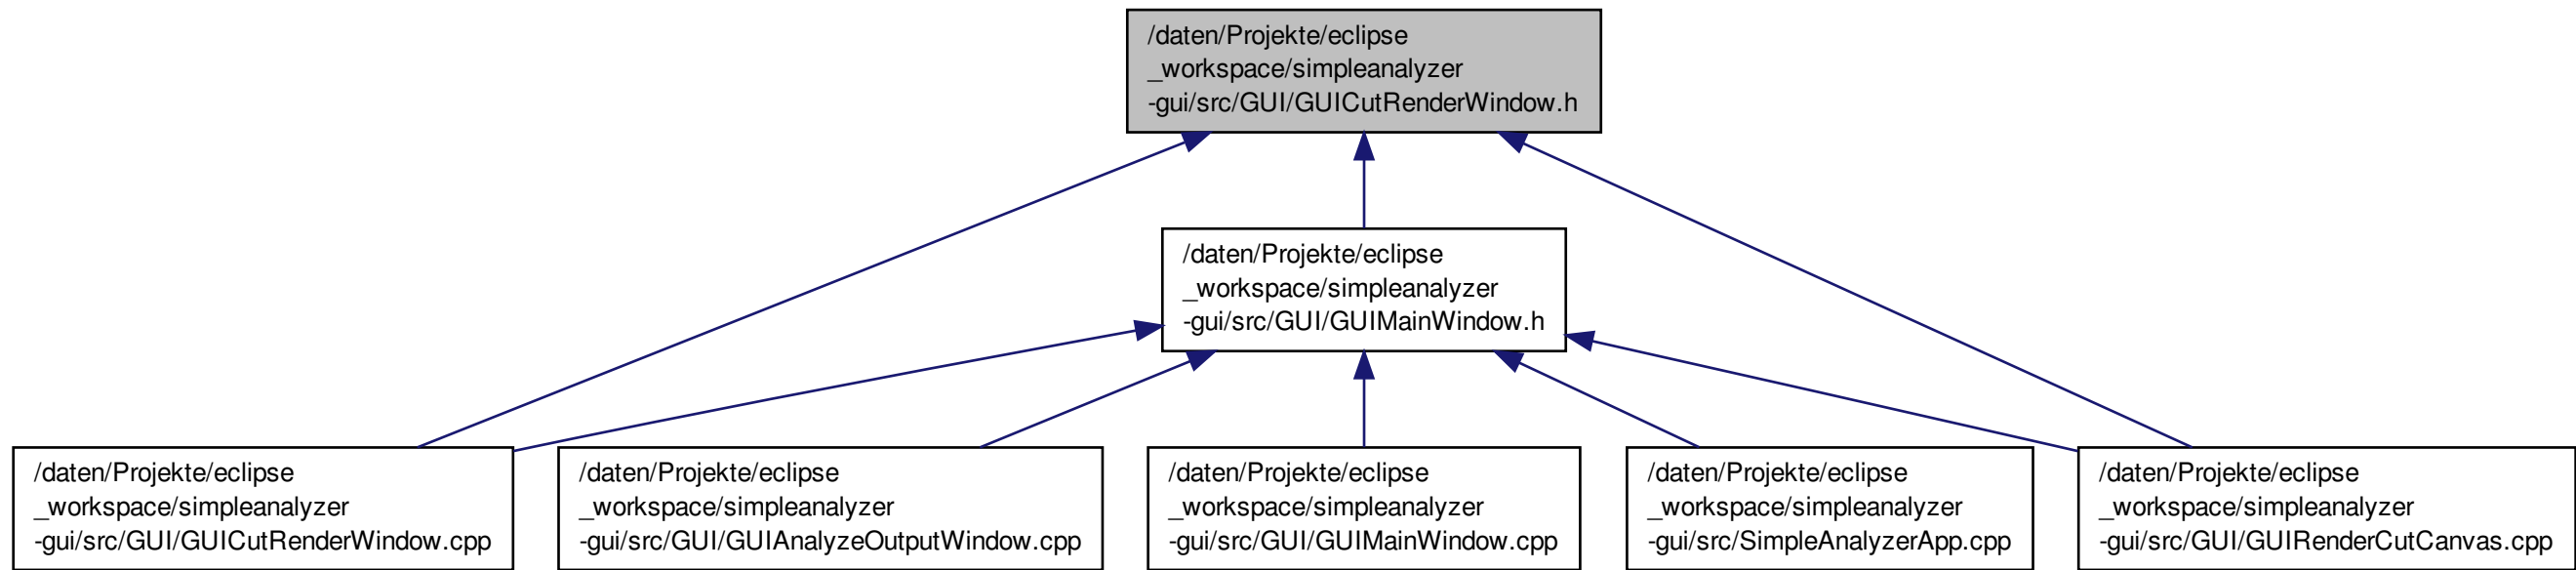 /daten/Projekte/eclipse
_workspace/simpleanalyzer
-gui/src/GUI/GUICutRenderWindow.h
/daten/Projekte/eclipse
_workspace/simpleanalyzer
-gui/src/GUI/GUIMainWindow.h
/daten/Projekte/eclipse
_workspace/simpleanalyzer
-gui/src/GUI/GUICutRenderWindow.cpp
/daten/Projekte/eclipse
_workspace/simpleanalyzer
-gui/src/GUI/GUIAnalyzeOutputWindow.cpp
/daten/Projekte/eclipse
_workspace/simpleanalyzer
-gui/src/GUI/GUIMainWindow.cpp
/daten/Projekte/eclipse
_workspace/simpleanalyzer
-gui/src/SimpleAnalyzerApp.cpp
/daten/Projekte/eclipse
_workspace/simpleanalyzer
-gui/src/GUI/GUIRenderCutCanvas.cpp